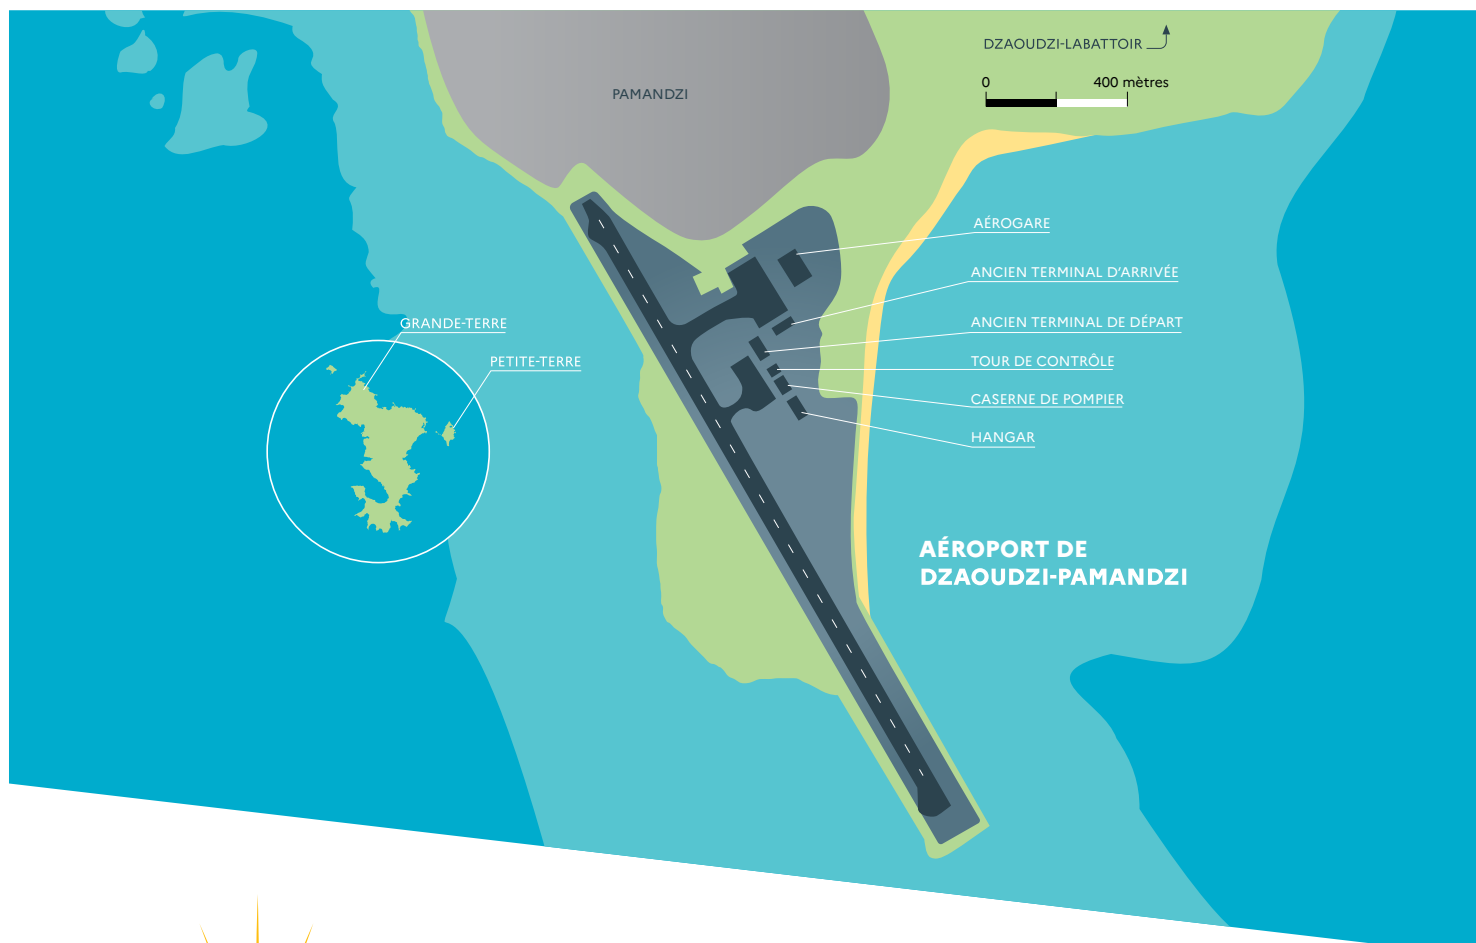 DZAOUDZI-LABATTOIR
0 400 mètres
PAMANDZI
AÉROGARE
ANCIEN TERMINAL D’ARRIVÉE
ANCIEN TERMINAL DE DÉPART
TOUR DE CONTRÔLE
CASERNE DE POMPIER
HANGAR
GRANDE-TERRE
PETITE-TERRE
AÉROPORT DE
DZAOUDZI-PAMANDZI